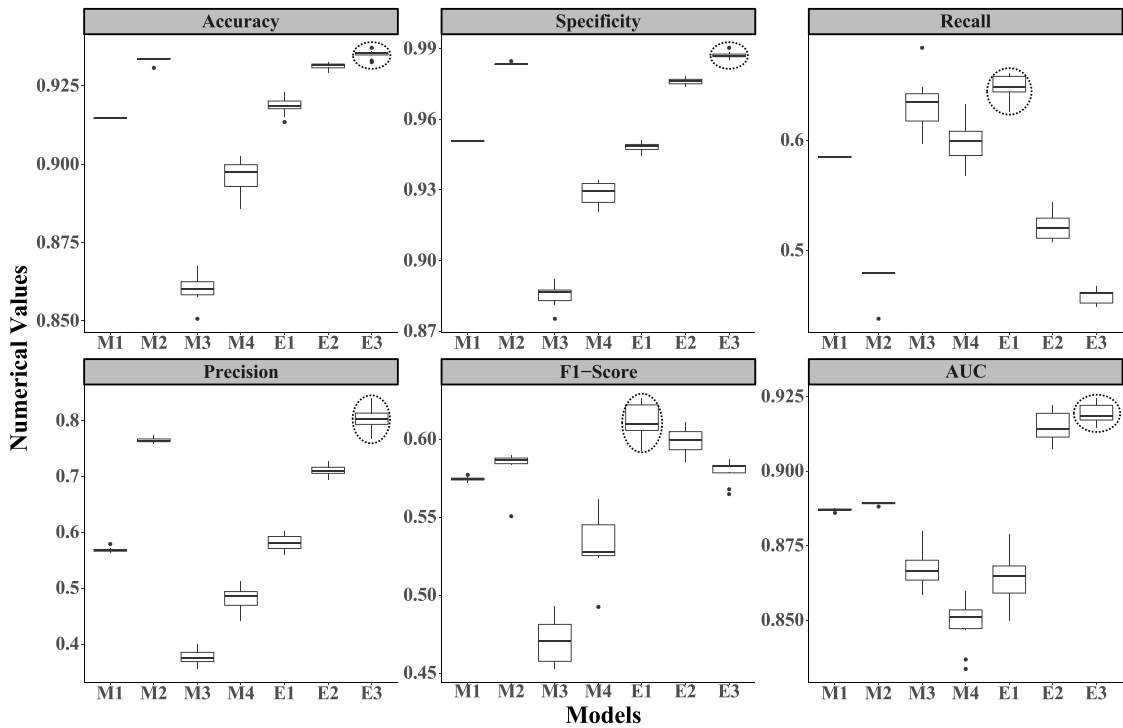 Accuracy Specificity Recall
0.925
0.900
0.875
0.850
0.99
0.96
0.93
0.90
0.87
0.6
0.5
M1 M2 M3 M4 E1 E2 E3
M1 M2 M3 M4 E1 E2 E3
M1 M2 M3 M4 E1 E2 E3
Numerical Values
Precision F1−Score AUC
0.8
0.7
0.6
0.5
0.4
0.60
0.55
0.50
0.45
0.925
0.900
0.875
0.850
M1 M2 M3 M4 E1 E2 E3
M1 M2 M3 M4 E1 E2 E3
M1 M2 M3 M4 E1 E2 E3
Models